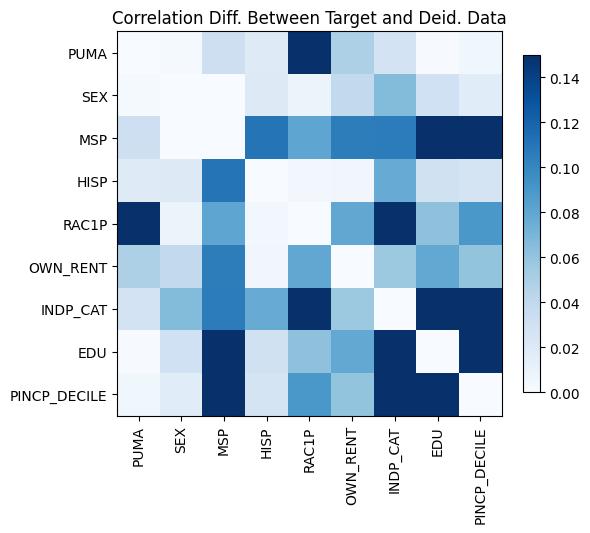 Correlation Diff. Between Target and Deid. Data
PUMA
SEX
MSP
HISP
RAC1P
OWN_RENT
INDP_CAT
EDU
PINCP_DECILE
PUMA
SEX
MSP
HISP
RAC1P
OWN_RENT
INDP_CAT
EDU
PINCP_DECILE
0.14
0.12
0.10
0.08
0.06
0.04
0.02
0.00